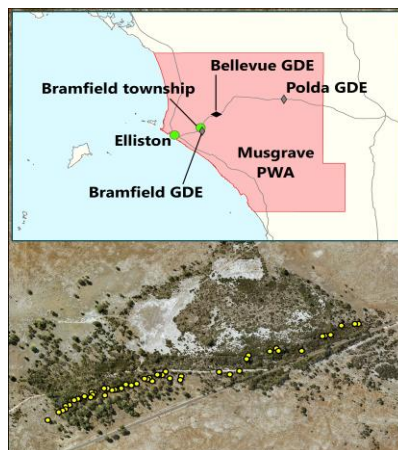 Bellevue GDE
Bramfield township
Polda GDE
Elliston
Musgrave
PWA
Bramfield GDE